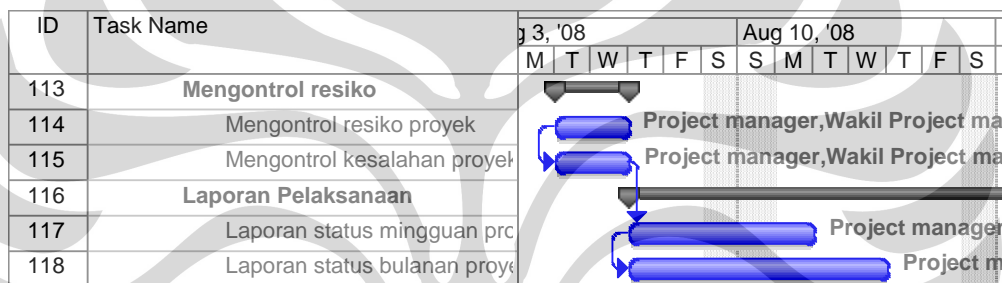 ID Task Name g 3, '08 Aug 10, '08
M T W T F S S M T W T F S
113 Mengontrol resiko
114 Mengontrol resiko proyek Project manager,Wakil Project ma
115 Mengontrol kesalahan proyek Project manager,Wakil Project ma
116 Laporan Pelaksanaan
117 Laporan status mingguan pro Project manager
118 Laporan status bulanan proye Project m